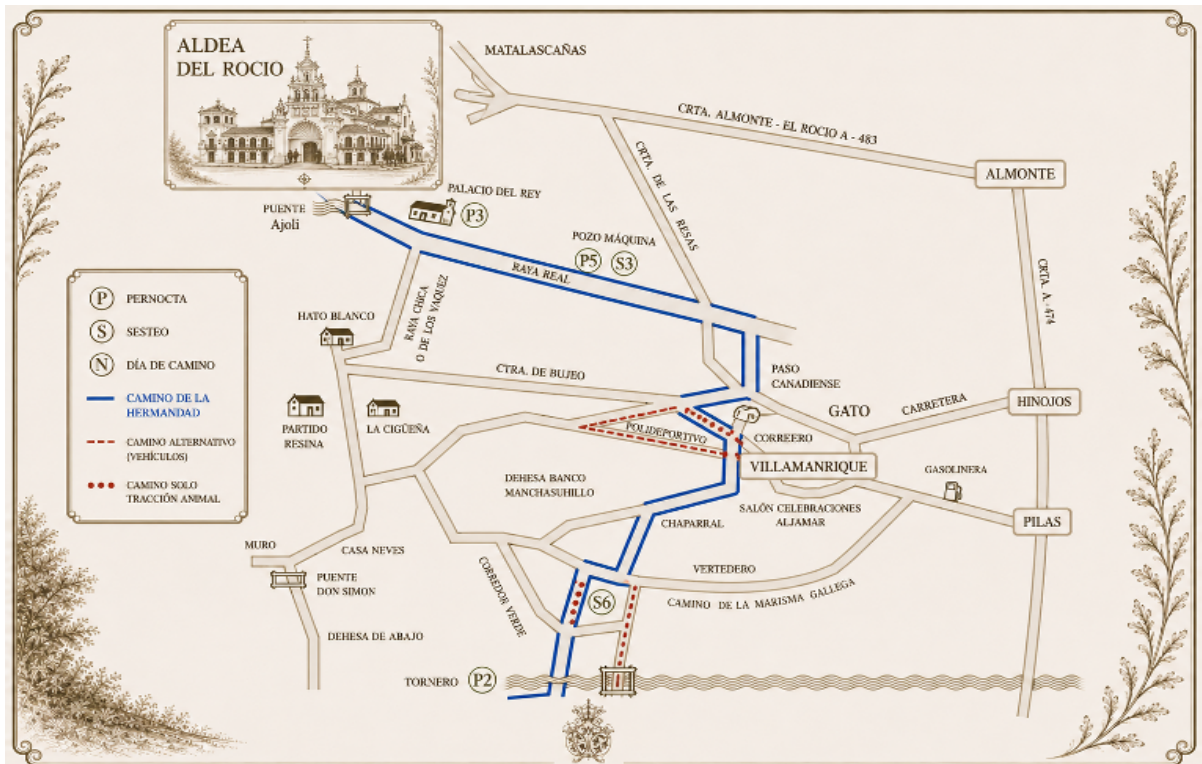 ALDEA
DEL ROCIO
MATALASCAÑAS
CRTA. ALMONTE - EL ROCIO A - 483
ALMONTE
CRTA. DE LAS RESAS
CRTA. A - 474
PUENTE
Ajoli
PALACIO DEL REY
P3
POZO MÁQUINA
P5
S3
RAYA REAL
P PERNOCTA
S SESTEO
N DÍA DE CAMINO
CAMINO DE LA
HERMANDAD
CAMINO ALTERNATIVO
(VEHÍCULOS)
CAMINO SOLO
TRACCIÓN ANIMAL
HATO BLANCO
RAYA CHICA
O DE LOS VAQUEZ
CTRA. DE BUJEO
PASO
CANADIENSE
GATO
CARRETERA
HINOJOS
PARTIDO
RESINA
LA CIGÜEÑA
POLIDEPORTIVO
CORREERO
VILLAMANRIQUE
GASOLINERA
DEHESA BANCO
MANCHASUHILLO
SALÓN CELEBRACIONES
ALJAMAR
CHAPARRAL
PILAS
MURO
CASA NEVES
PUENTE
DON SIMON
CORREDOR VERDE
VERTEDERO
CAMINO DE LA MARISMA GALLEGA
S6
DEHESA DE ABAJO
TORNERO
P2